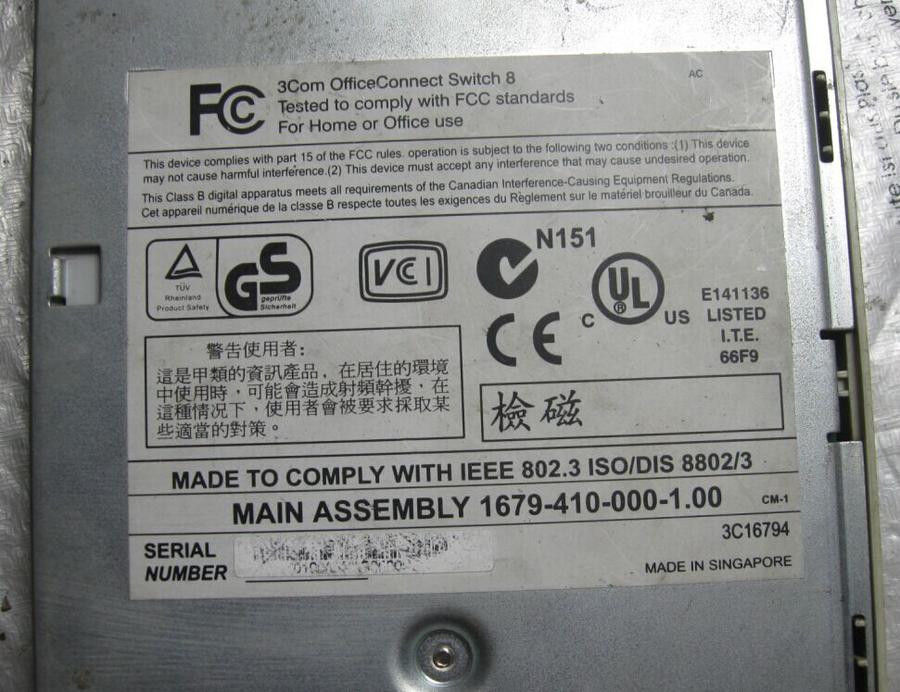 FC 3Com OfficeConnect Switch 8
AC
Tested to comply with FCC standards
For Home or Office use
This device complies with part 15 of the FCC rules. operation is subject to the following two conditions :(1) This device
may not cause harmful interference.(2) This device must accept any interference that may cause undesired operation.
This Class B digital apparatus meets all requirements of the Canadian Interference-Causing Equipment Regulations.
Cet appareil numérique de la classe B respecte toutes les exigences du Règlement sur le matériel brouilleur du Canada.
TÜV
Rheinland
Product Safety
GS
geprüfte
Sicherheit
VCI
N151
CE
C UL US
®
E141136
LISTED
I.T.E.
66F9
警告使用者:
這是甲類的資訊產品, 在居住的環境
中使用時, 可能會造成射頻幹擾, 在
這種情况下, 使用者會被要求採取某
些適當的對策。
檢磁
MADE TO COMPLY WITH IEEE 802.3 ISO/DIS 8802/3
MAIN ASSEMBLY 1679-410-000-1.00 CM-1
3C16794
SERIAL
NUMBER
MADE IN SINGAPORE